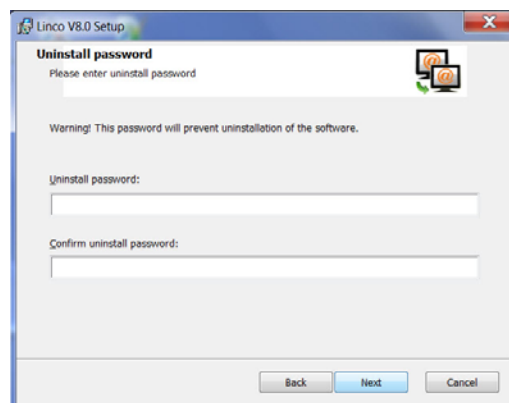 Linco V8.0 Setup
Uninstall password
Please enter uninstall password
Warning! This password will prevent uninstallation of the software.
Uninstall password:
Confirm uninstall password:
Back
Next
Cancel